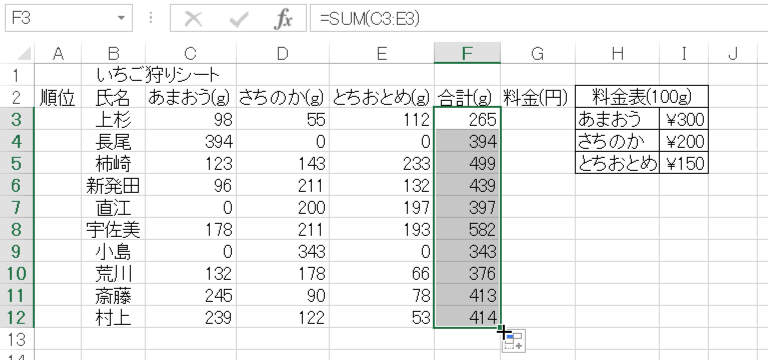 F3 fx =SUM(C3:E3)
A B C D E F G H I J
1 いちご狩りシート
2 順位 氏名 あまおう(g) さちのか(g) とちおとめ(g) 合計(g) 料金(円) 料金表(100g)
3 上杉 98 55 112 265 あまおう ¥300
4 長尾 394 0 0 394 さちのか ¥200
5 柿崎 123 143 233 499 とちおとめ ¥150
6 新発田 96 211 132 439
7 直江 0 200 197 397
8 宇佐美 178 211 193 582
9 小島 0 343 0 343
10 荒川 132 178 66 376
11 斎藤 245 90 78 413
12 村上 239 122 53 414
13
14